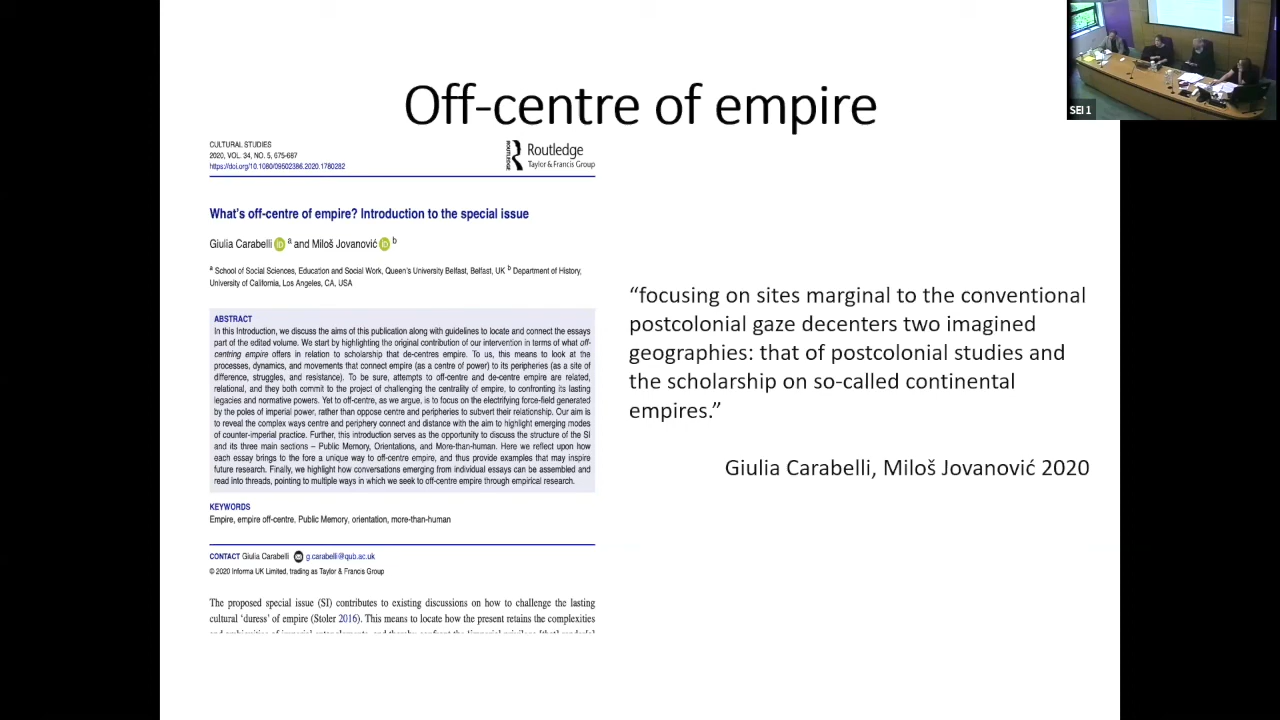 Off-centre of empire
SEI 1
CULTURAL STUDIES
2020, VOL. 34, NO. 5, 675-687
https://doi.org/10.1080/09502386.2020.1780282
ROUTLEDGE
Routledge
Taylor & Francis Group
What's off-centre of empire? Introduction to the special issue
Giulia Carabelli iD a and Miloš Jovanović iD b
a School of Social Sciences, Education and Social Work, Queen's University Belfast, Belfast, UK b Department of History,
University of California, Los Angeles, CA, USA
ABSTRACT
In this Introduction, we discuss the aims of this publication along with guidelines to locate and connect the essays
part of the edited volume. We start by highlighting the original contribution of our intervention in terms of what off-
centring empire offers in relation to scholarship that de-centres empire. To us, this means to look at the
processes, dynamics, and movements that connect empire (as a centre of power) to its peripheries (as a site of
difference, struggles, and resistance). To be sure, attempts to off-centre and de-centre empire are related,
relational, and they both commit to the project of challenging the centrality of empire, to confronting its lasting
legacies and normative powers. Yet to off-centre, as we argue, is to focus on the electrifying force-field generated
by the poles of imperial power, rather than oppose centre and peripheries to subvert their relationship. Our aim is
to reveal the complex ways centre and periphery connect and distance with the aim to highlight emerging modes
of counter-imperial practice. Further, this introduction serves as the opportunity to discuss the structure of the SI
and its three main sections – Public Memory, Orientations, and More-than-human. Here we reflect upon how
each essay brings to the fore a unique way to off-centre empire, and thus provide examples that may inspire
future research. Finally, we highlight how conversations emerging from individual essays can be assembled and
read into threads, pointing to multiple ways in which we seek to off-centre empire through empirical research.
KEYWORDS
Empire, empire off-centre, Public Memory, orientation, more-than-human
CONTACT Giulia Carabelli g.carabelli@qub.ac.uk
© 2020 Informa UK Limited, trading as Taylor & Francis Group
The proposed special issue (SI) contributes to existing discussions on how to challenge the lasting
cultural 'duress' of empire (Stoler 2016). This means to locate how the present retains the complexities
“focusing on sites marginal to the conventional
postcolonial gaze decenters two imagined
geographies: that of postcolonial studies and
the scholarship on so-called continental
empires.”
Giulia Carabelli, Miloš Jovanović 2020